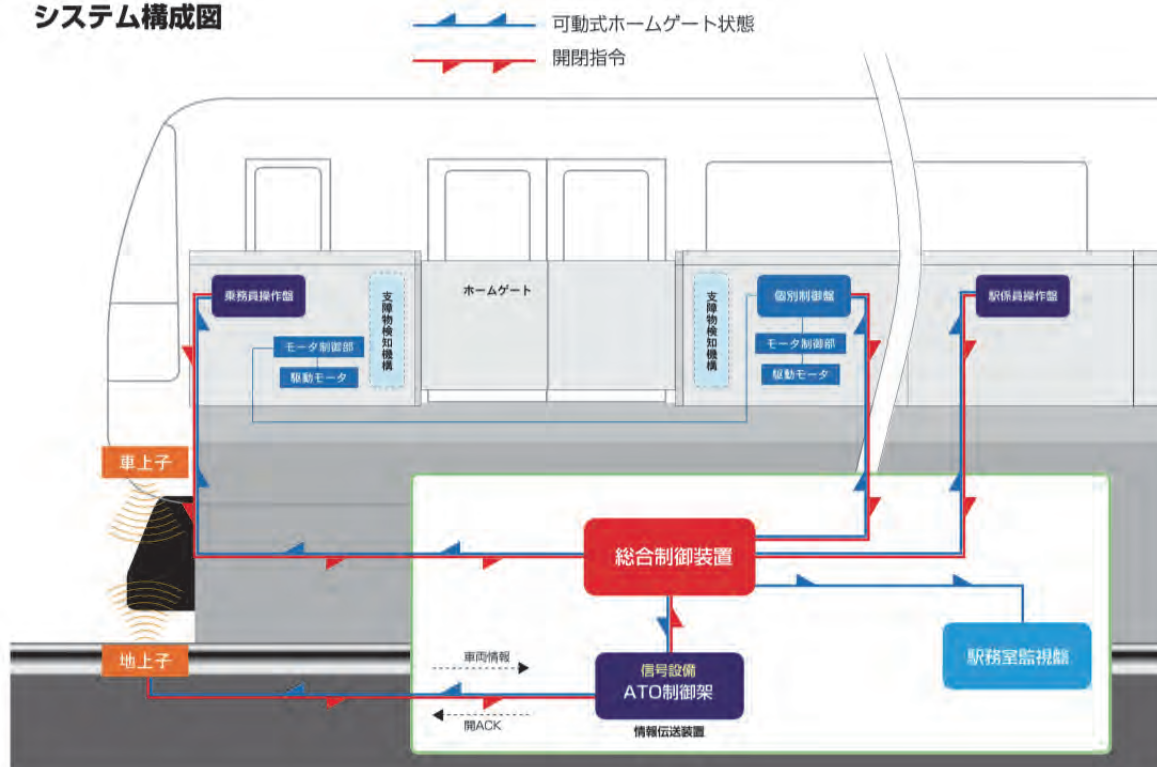 システム構成図
可動式ホームゲート状態
開閉指令
乗務員操作盤
支障物検知機構
ホームゲート
支障物検知機構
個別制御盤
駅係員操作盤
モータ制御部
駆動モータ
モータ制御部
駆動モータ
車上子
総合制御装置
地上子
車両情報
信号設備
ATO制御架
開ACK
情報伝送装置
駅務室監視盤